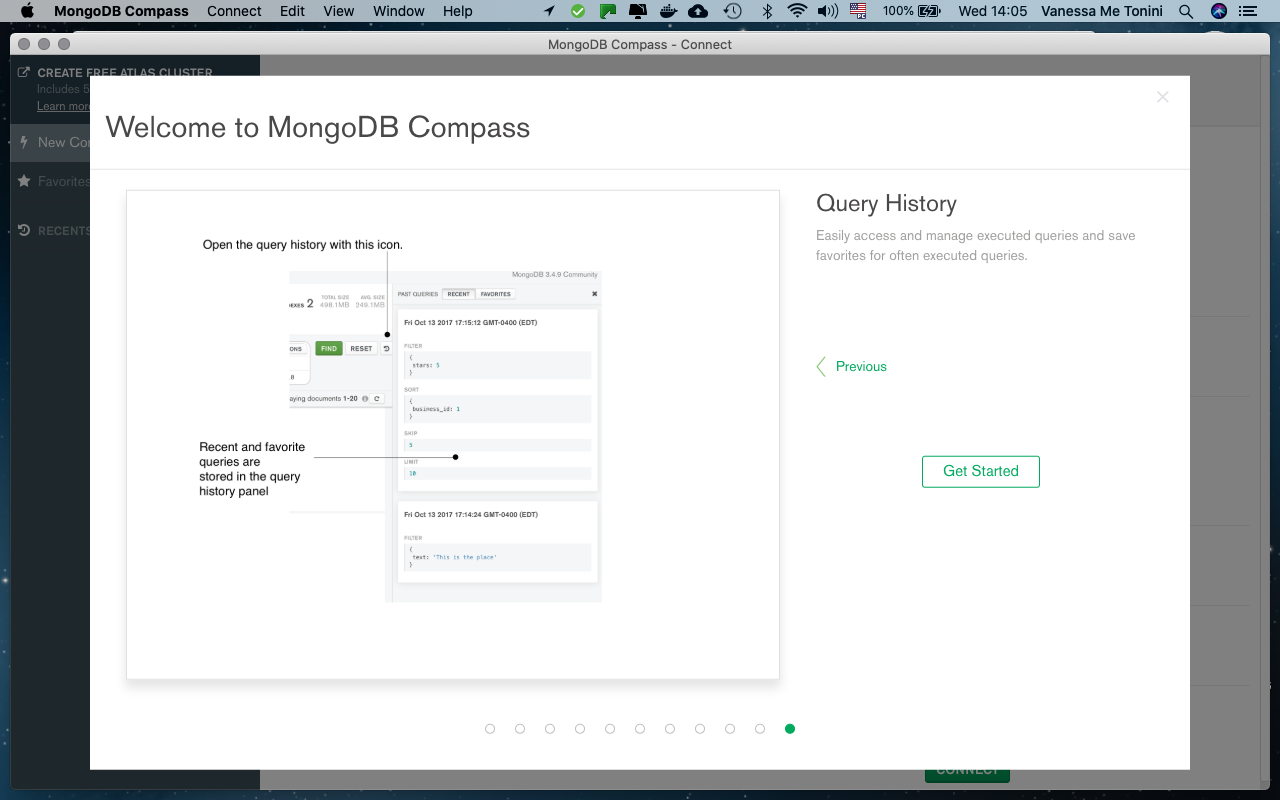 MongoDB Compass Connect Edit View Window Help 100% Wed 14:05 Vanessa Me Tonini
MongoDB Compass - Connect
CREATE FREE ATLAS CLUSTER
Includes 5
Learn more
New Con
Favorites
RECENTS
Welcome to MongoDB Compass
Open the query history with this icon.
MongoDB 3.4.9 Community
EXES 2 TOTAL SIZE 498.1MB AVG. SIZE 249.1MB
PAST QUERIES RECENT FAVORITES
Fri Oct 13 2017 17:15:12 GMT-0400 (EDT)
ONS FIND RESET
FILTER
{
stars: 5
}
aying documents 1-20
SORT
{
business_id: 1
}
SKIP
5
LIMIT
10
Recent and favorite
queries are
stored in the query
history panel
Fri Oct 13 2017 17:14:24 GMT-0400 (EDT)
FILTER
{
text: 'This is the place'
}
Query History
Easily access and manage executed queries and save
favorites for often executed queries.
Previous
Get Started
CONNECT